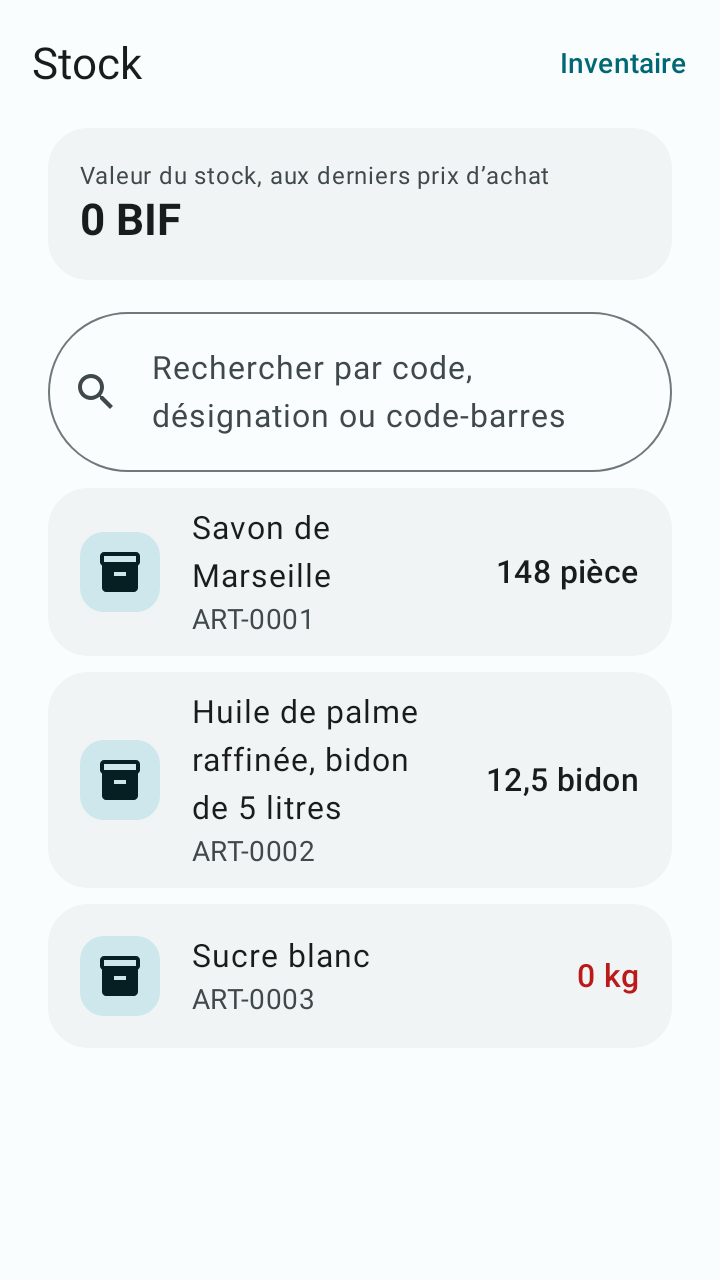 Stock
Inventaire
Valeur du stock, aux derniers prix d’achat
0 BIF
Rechercher par code,
désignation ou code-barres
Savon de
Marseille
ART-0001
148 pièce
Huile de palme
raffinée, bidon
de 5 litres
ART-0002
12,5 bidon
Sucre blanc
ART-0003
0 kg